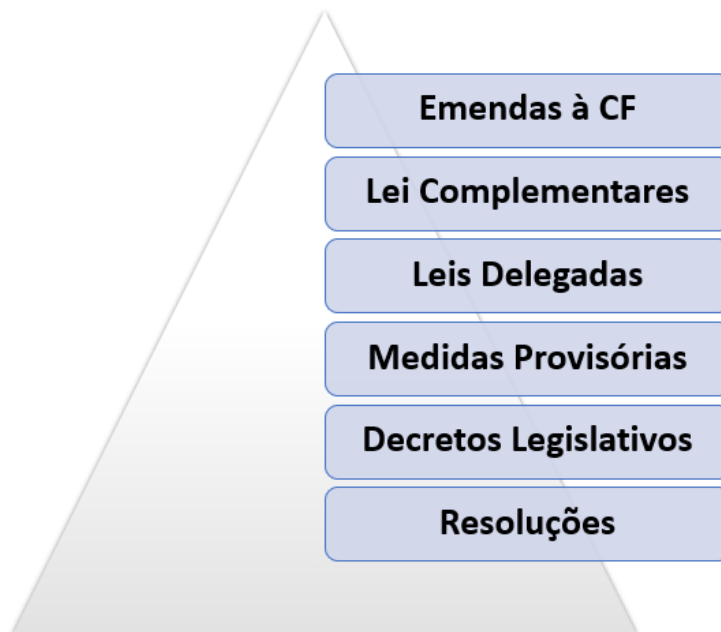 Emendas à CF
Lei Complementares
Leis Delegadas
Medidas Provisórias
Decretos Legislativos
Resoluções